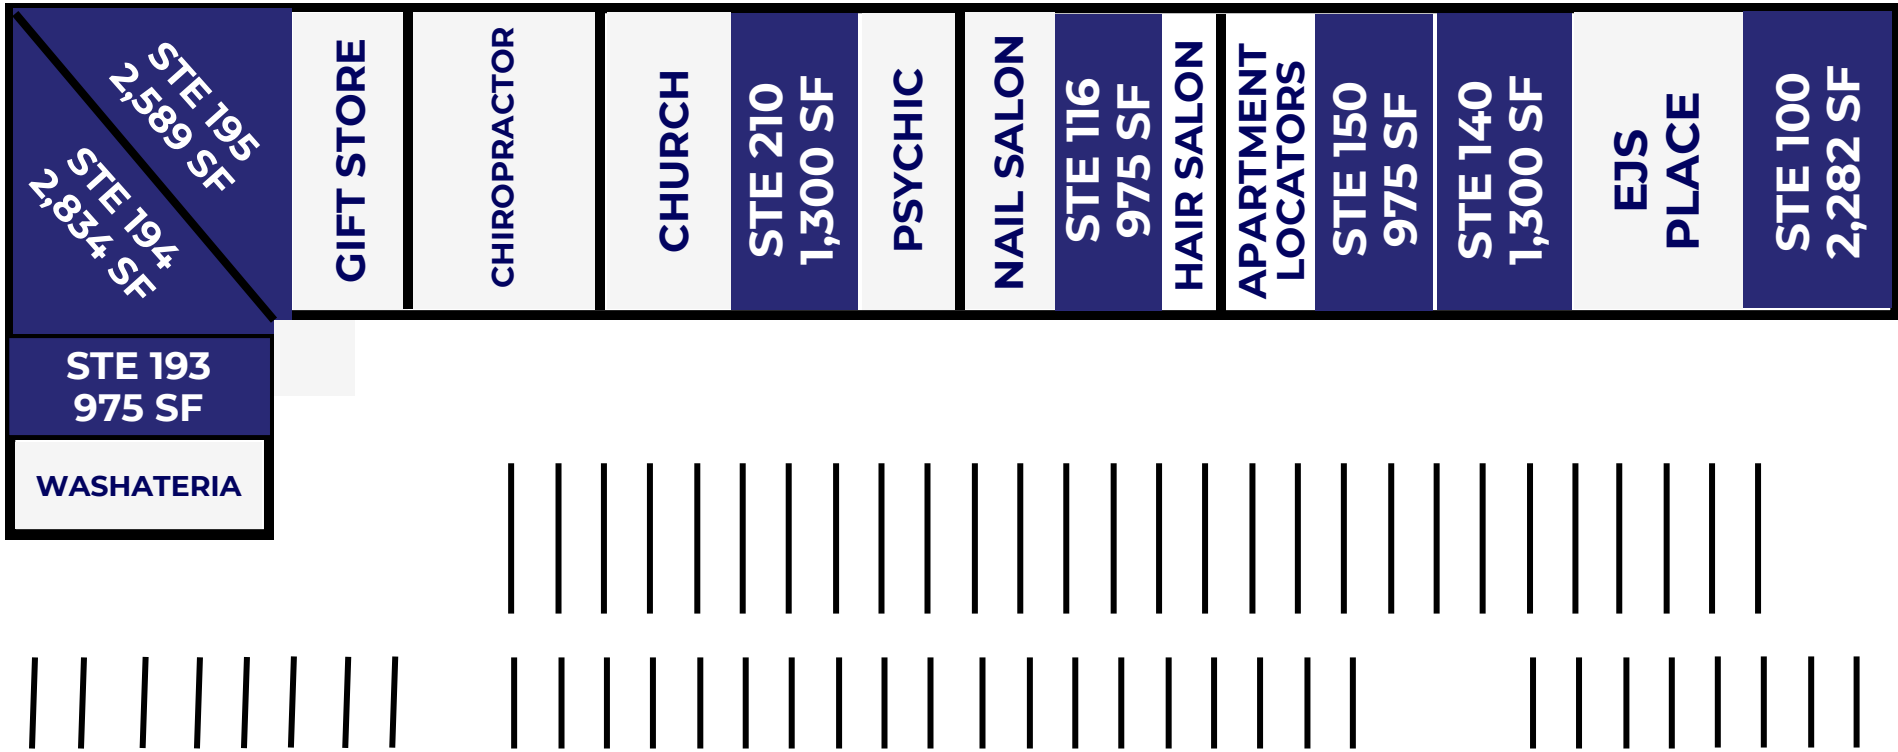 STE 195
2,589 SF
STE 194
2,834 SF
STE 193
975 SF
WASHATERIA
GIFT STORE
CHIROPRACTOR
CHURCH
STE 210
1,300 SF
PSYCHIC
NAIL SALON
STE 116
975 SF
HAIR SALON
APARTMENT
LOCATORS
STE 150
975 SF
STE 140
1,300 SF
EJS
PLACE
STE 100
2,282 SF